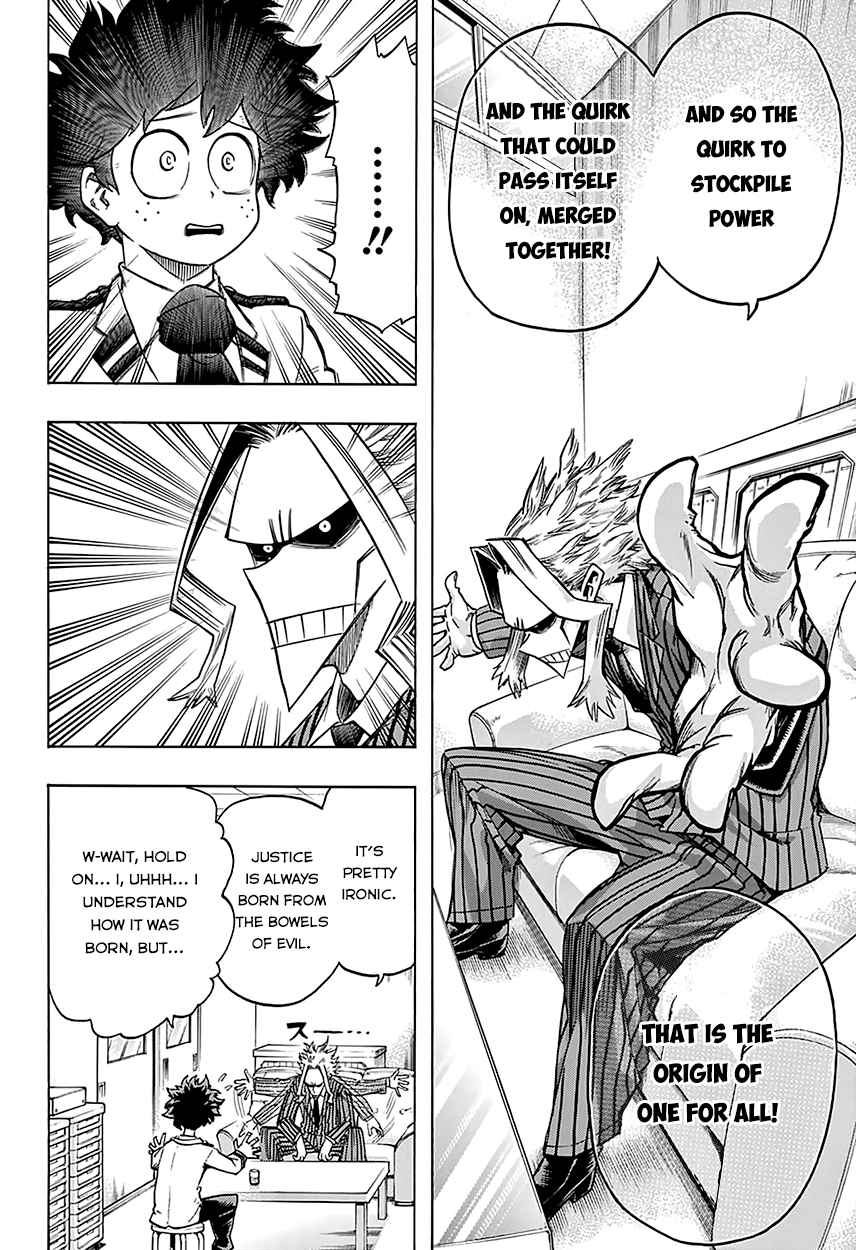 AND SO THE
QUIRK TO
STOCKPILE
POWER
AND THE QUIRK
THAT COULD
PASS ITSELF
ON, MERGED
TOGETHER!
THAT IS THE
ORIGIN OF
ONE FOR ALL!
......!!
IT'S
PRETTY
IRONIC.
JUSTICE
IS ALWAYS
BORN FROM
THE BOWELS
OF EVIL.
W-WAIT, HOLD
ON... I, UHHH... I
UNDERSTAND
HOW IT WAS
BORN, BUT...
スー......